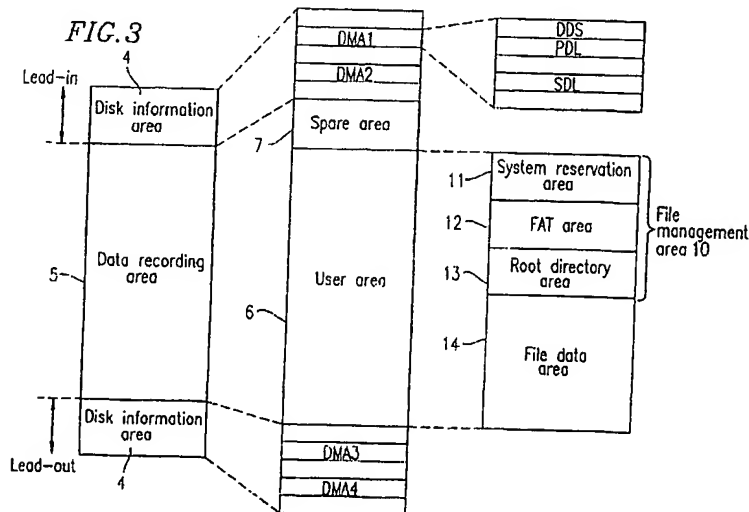 FIG.3
Lead-in
4
Disk information
area
5
Data recording
area
Disk information
area
4
Lead-out
DMA1
DMA2
7
Spare area
6
User area
DMA3
DMA4
DDS
PDL
SDL
11
System reservation
area
12
FAT area
13
Root directory
area
14
File data
area
File
management
area 10